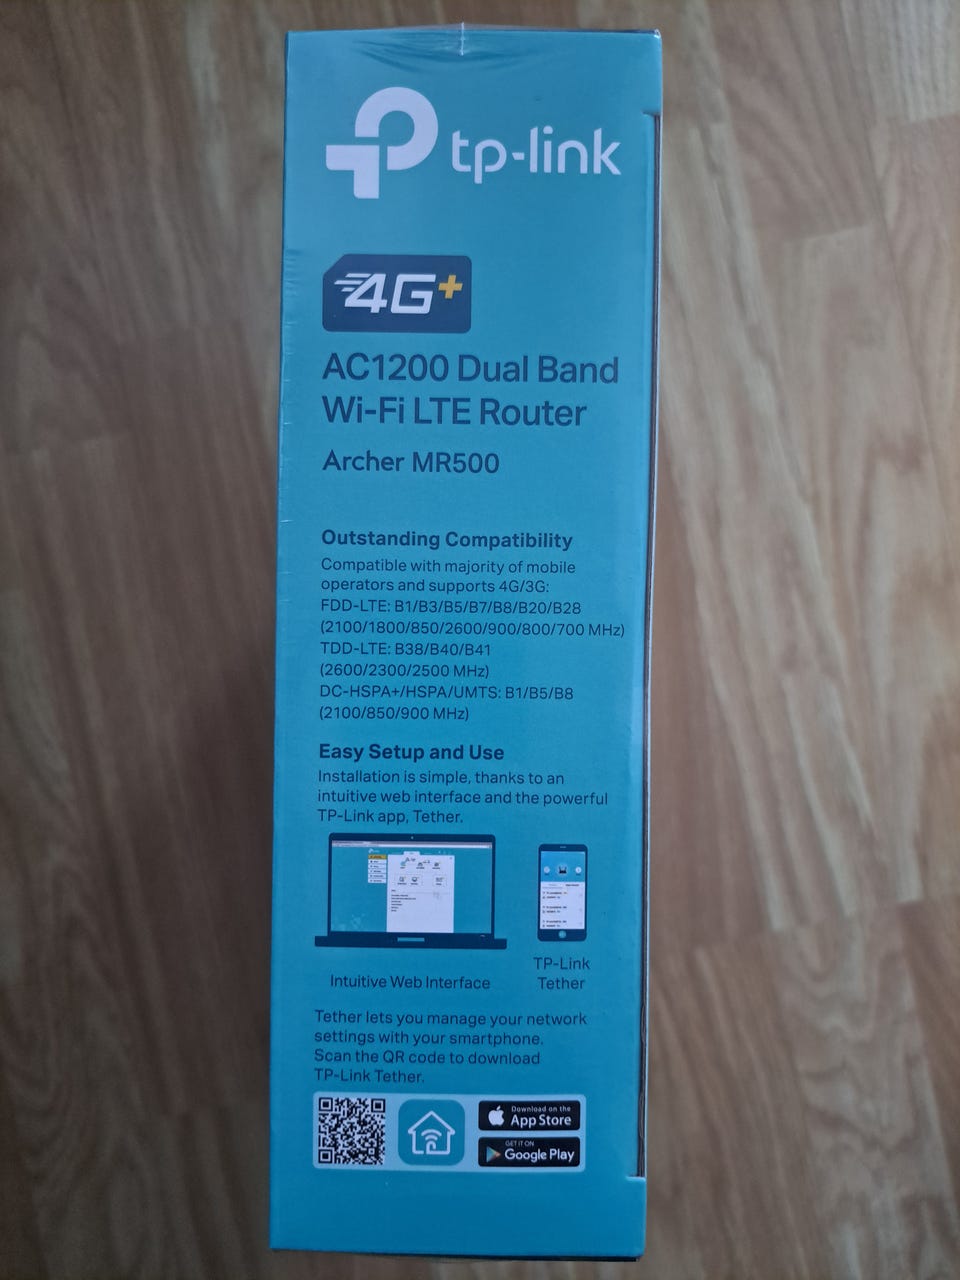 tp-link
4G+
AC1200 Dual Band
Wi-Fi LTE Router
Archer MR500
Outstanding Compatibility
Compatible with majority of mobile
operators and supports 4G/3G:
FDD-LTE: B1/B3/B5/B7/B8/B20/B28
(2100/1800/850/2600/900/800/700 MHz)
TDD-LTE: B38/B40/B41
(2600/2300/2500 MHz)
DC-HSPA+/HSPA/UMTS: B1/B5/B8
(2100/850/900 MHz)
Easy Setup and Use
Installation is simple, thanks to an
intuitive web interface and the powerful
TP-Link app, Tether.
Intuitive Web Interface
TP-Link
Tether
Tether lets you manage your network
settings with your smartphone.
Scan the QR code to download
TP-Link Tether.
Download on the
App Store
GET IT ON
Google Play